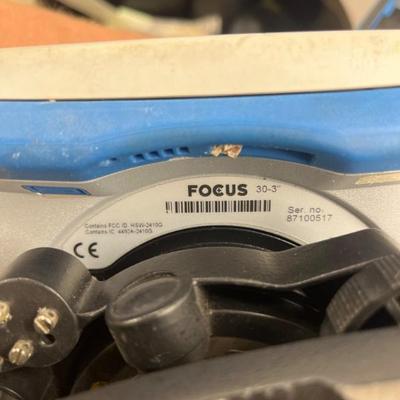 FOCUS 30-3"
Ser. no.
87100517
Contains FCC ID. HSW-2410G
Contains IC. 4492A-2410G
CE